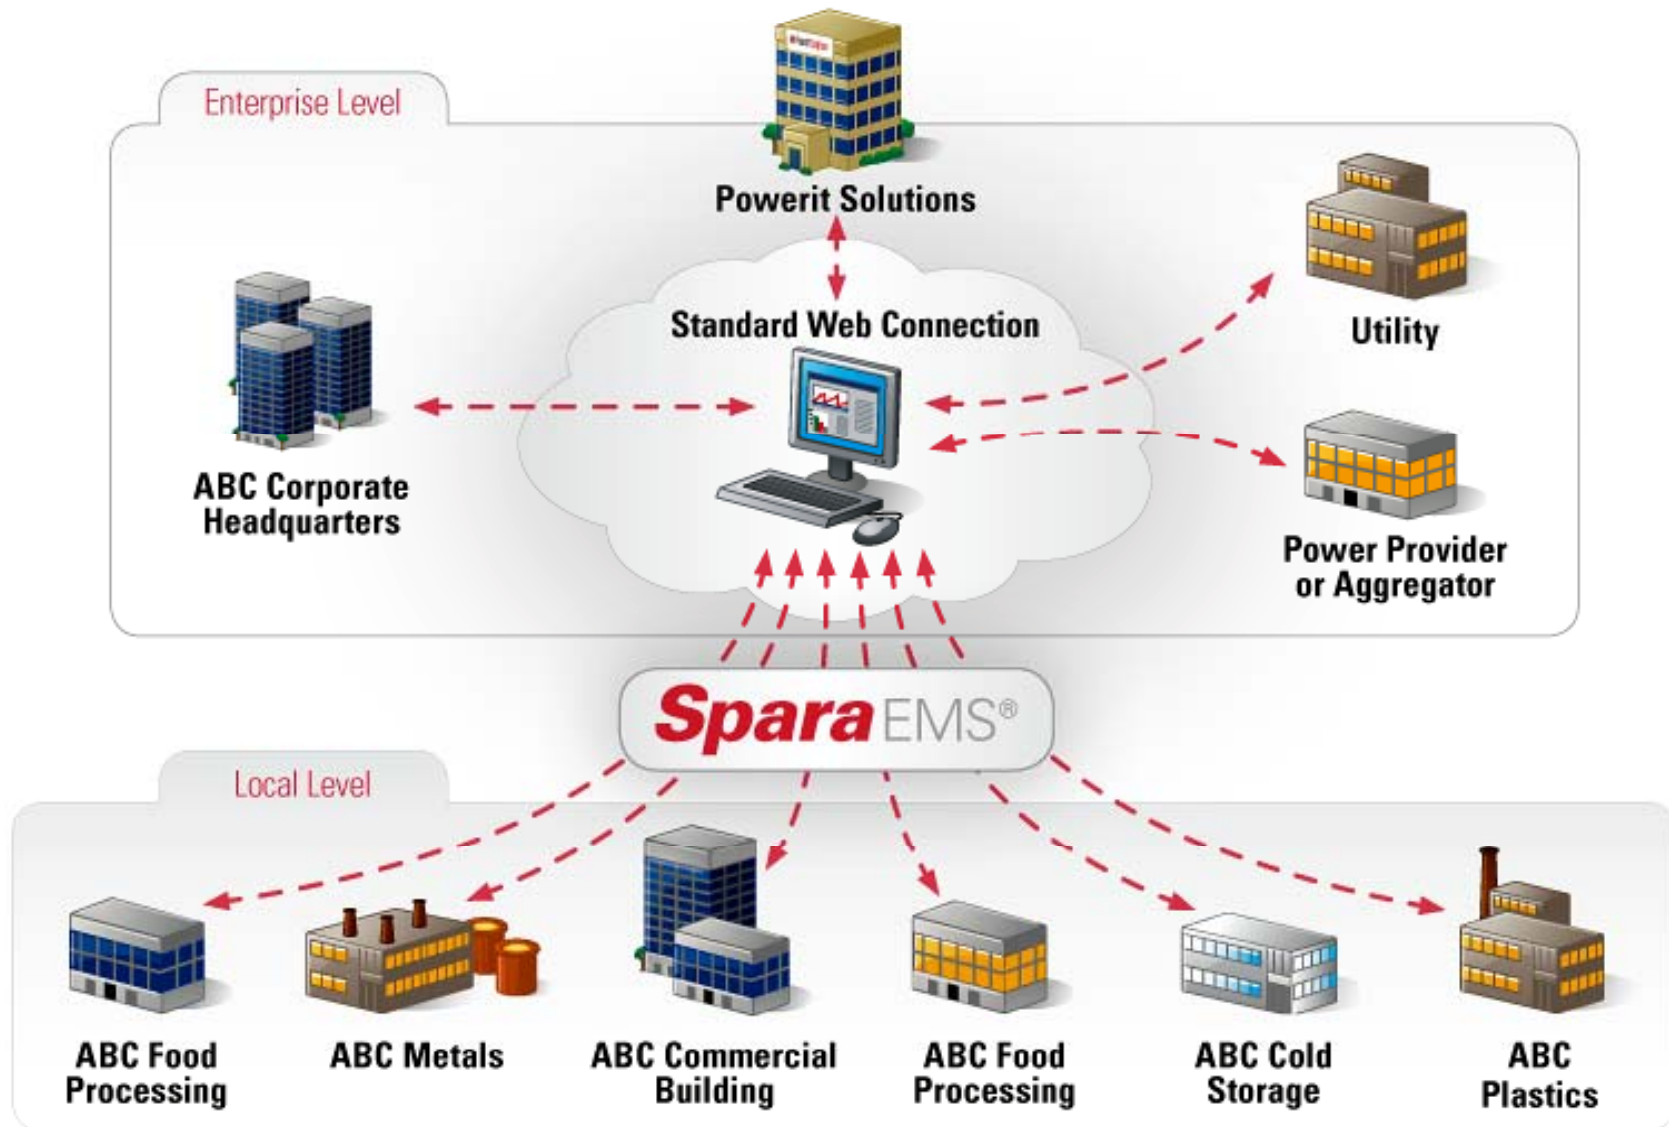 Enterprise Level
Powerit Solutions
Standard Web Connection
Utility
ABC Corporate
Headquarters
Power Provider
or Aggregator
Spara EMS®
Local Level
ABC Food
Processing
ABC Metals
ABC Commercial
Building
ABC Food
Processing
ABC Cold
Storage
ABC
Plastics